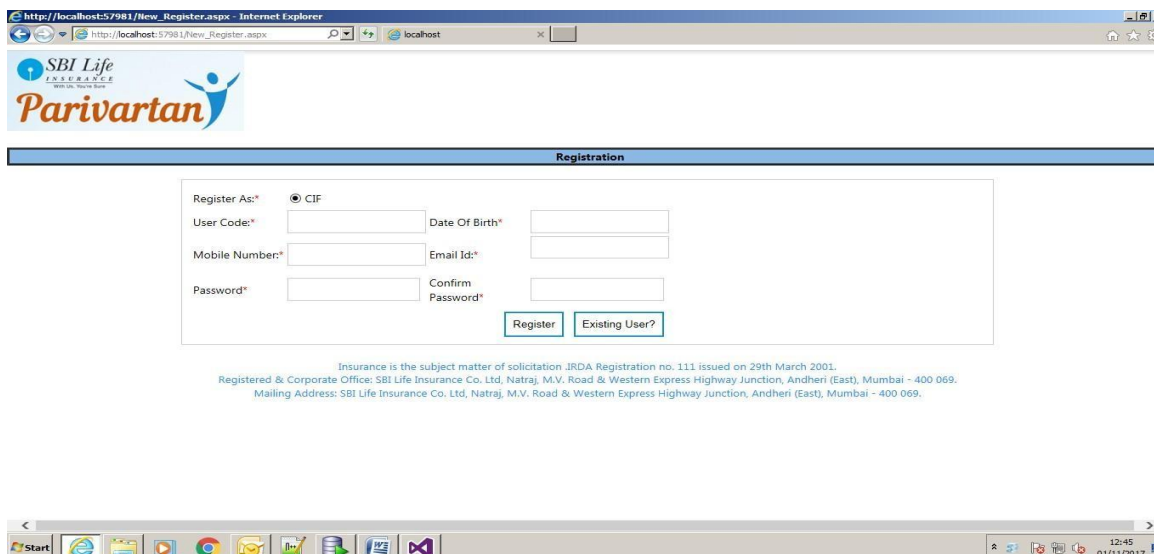 http://localhost:57981/New_Register.aspx - Internet Explorer
http://localhost:57981/New_Register.aspx
localhost
SBI Life
INSURANCE
With Us, You're Sure
Parivartan
Registration
Register As:* CIF
User Code:* Date Of Birth*
Mobile Number:* Email Id:*
Password* Confirm Password*
Register Existing User?
Insurance is the subject matter of solicitation .IRDA Registration no. 111 issued on 29th March 2001.
Registered & Corporate Office: SBI Life Insurance Co. Ltd, Natraj, M.V. Road & Western Express Highway Junction, Andheri (East), Mumbai - 400 069.
Mailing Address: SBI Life Insurance Co. Ltd, Natraj, M.V. Road & Western Express Highway Junction, Andheri (East), Mumbai - 400 069.
Start
12:45
01/11/2017